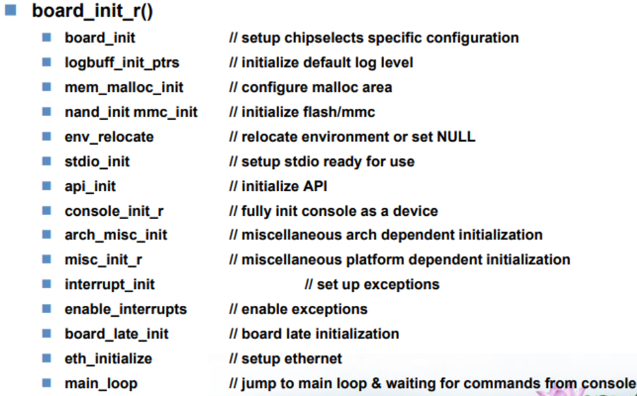 board_init_r()
board_init // setup chipselects specific configuration
logbuff_init_ptrs // initialize default log level
mem_malloc_init // configure malloc area
nand_init mmc_init // initialize flash/mmc
env_relocate // relocate environment or set NULL
stdio_init // setup stdio ready for use
api_init // initialize API
console_init_r // fully init console as a device
arch_misc_init // miscellaneous arch dependent initialization
misc_init_r // miscellaneous platform dependent initialization
interrupt_init // set up exceptions
enable_interrupts // enable exceptions
board_late_init // board late initialization
eth_initialize // setup ethernet
main_loop // jump to main loop & waiting for commands from console